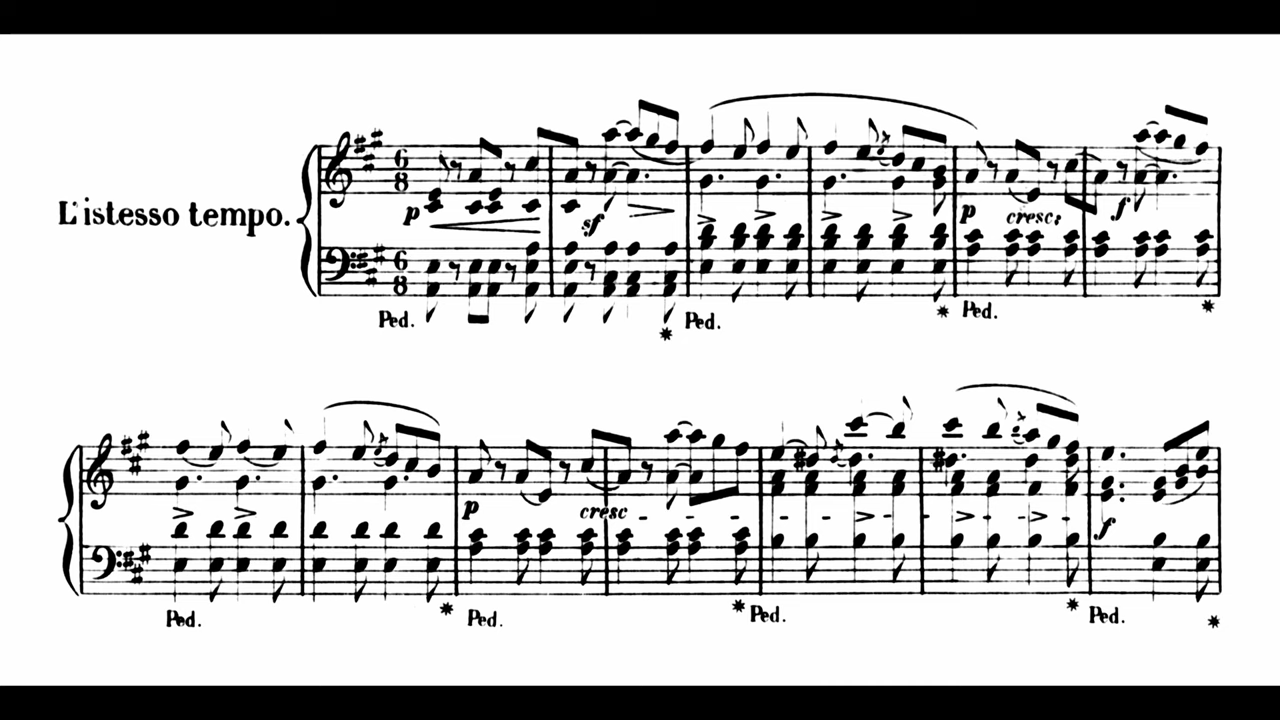 L'istesso tempo.
6 8
p sf p cresc: f
6 8
Ped. * Ped. * Ped. *
p cresc f
Ped. * Ped. * Ped. * Ped. *